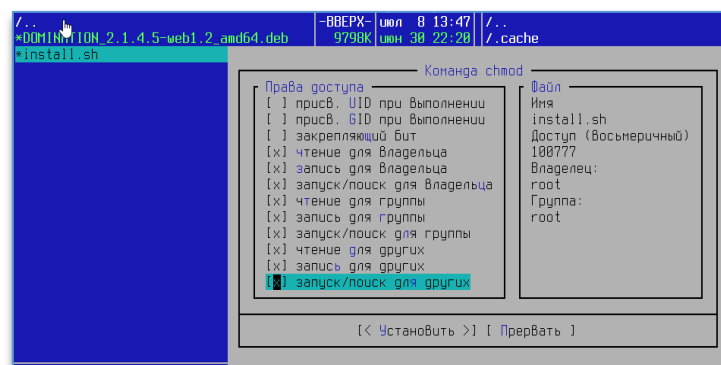 /.. -ВВЕРХ- июл 8 13:47 /..
*DOMINATION_2.1.4.5-web1.2_amd64.deb 9798K июн 30 22:20 /.cache
*install.sh
Команда chmod
Права доступа Файл
[ ] присв. UID при выполнении Имя
[ ] присв. GID при выполнении install.sh
[ ] закрепляющий бит Доступ (восьмеричный)
[x] чтение для владельца 100777
[x] запись для владельца Владелец:
[x] запуск/поиск для владельца root
[x] чтение для группы Группа:
[x] запись для группы root
[x] запуск/поиск для группы
[x] чтение для других
[x] запись для других
[x] запуск/поиск для других
[< Установить >] [ Прервать ]